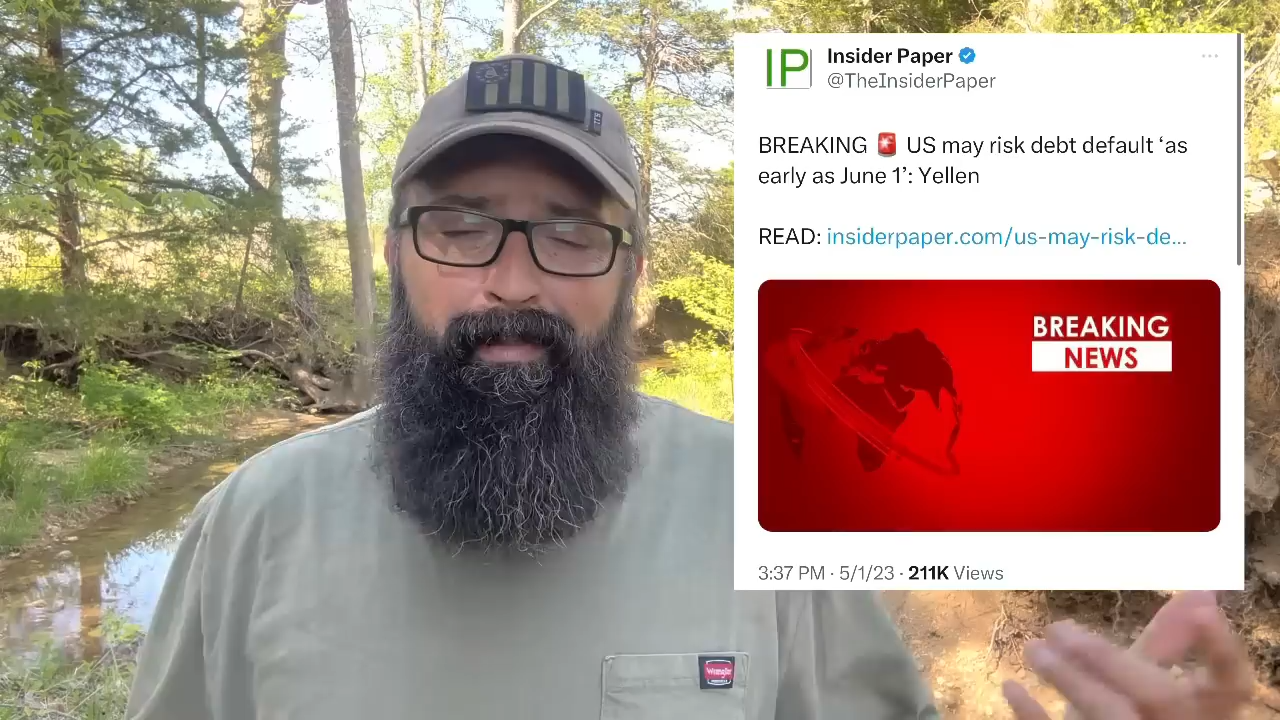 IP Insider Paper
@TheInsiderPaper
BREAKING 🚨 US may risk debt default ‘as
early as June 1’: Yellen
READ: insiderpaper.com/us-may-risk-de...
BREAKING
NEWS
3:37 PM · 5/1/23 · 211K Views
Wrangler